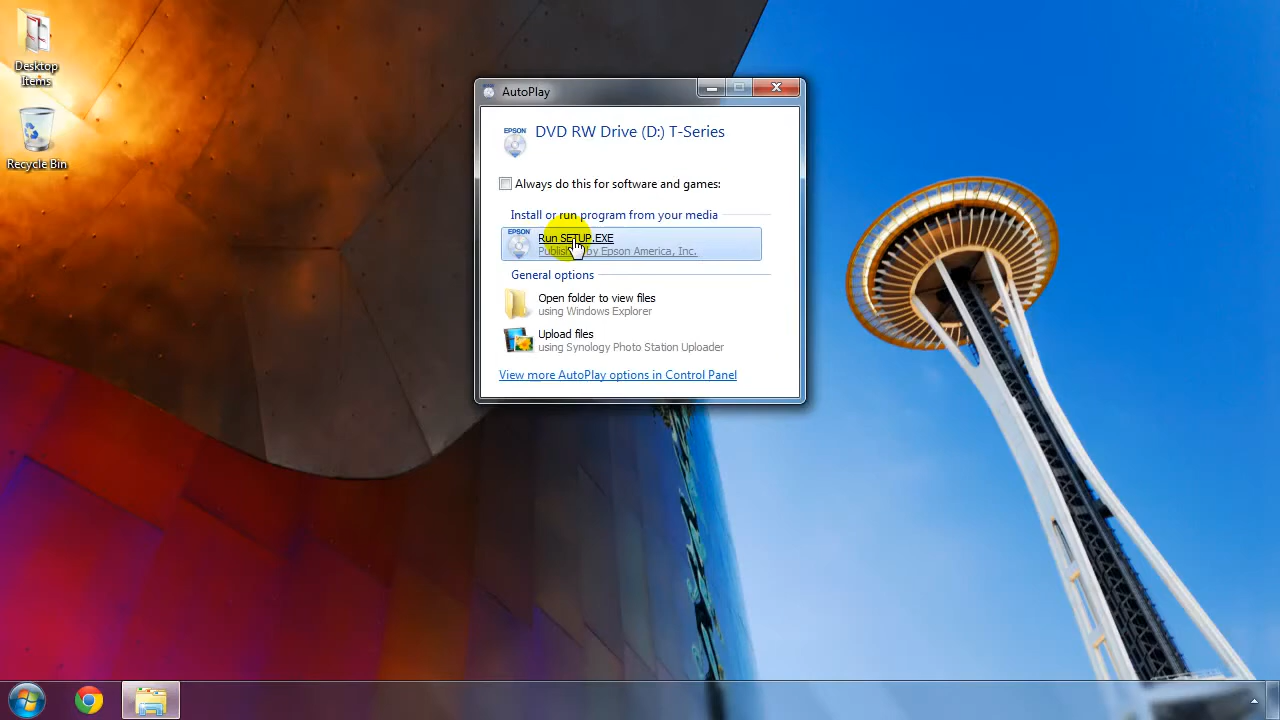 Desktop
Items
Recycle Bin
AutoPlay
EPSON
DVD RW Drive (D:) T-Series
Always do this for software and games:
Install or run program from your media
EPSON
Run SETUP.EXE
by Epson America, Inc.
General options
Open folder to view files
using Windows Explorer
Upload files
using Synology Photo Station Uploader
View more AutoPlay options in Control Panel